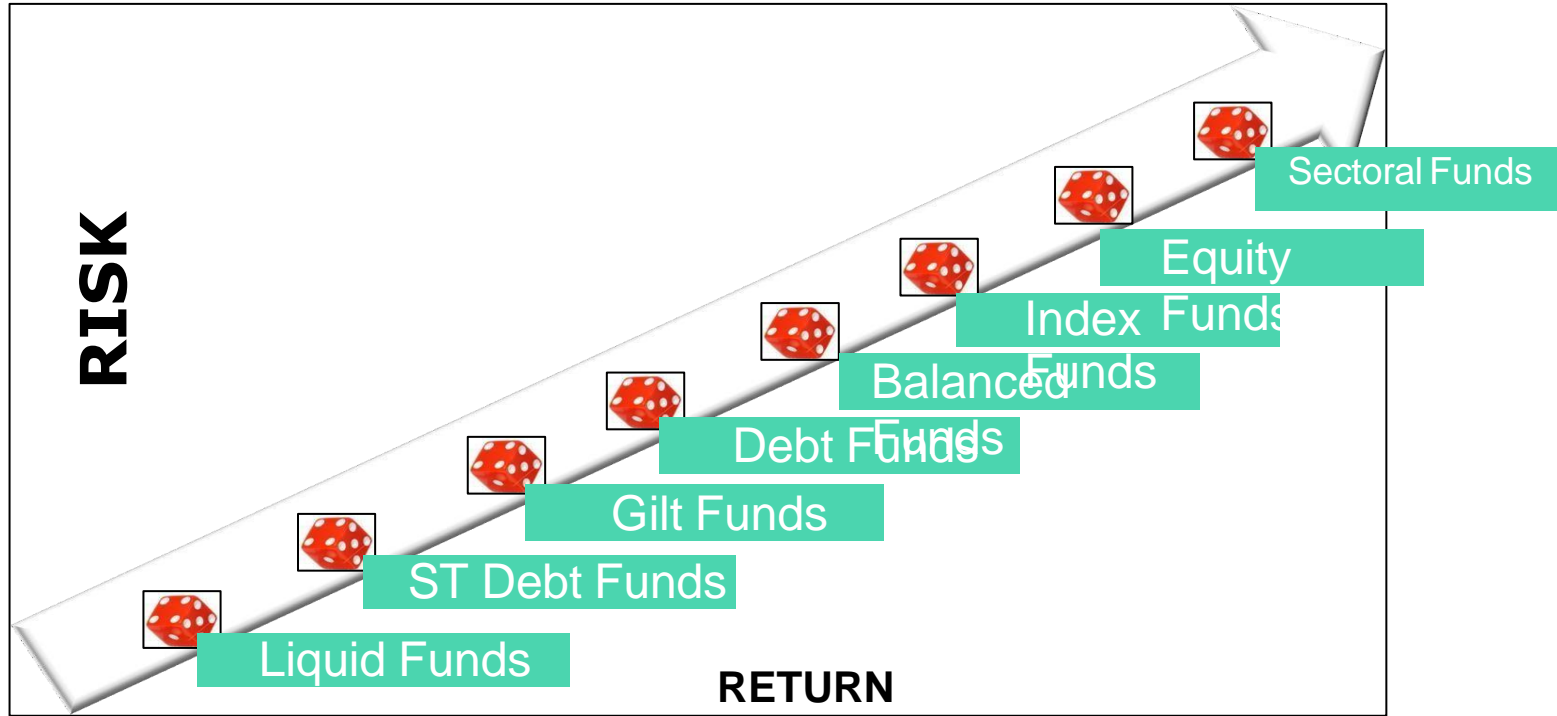 RISK
Sectoral Funds
Equity
Funds
Index
Funds
Balanced
Funds
Debt Funds
Gilt Funds
ST Debt Funds
Liquid Funds
RETURN